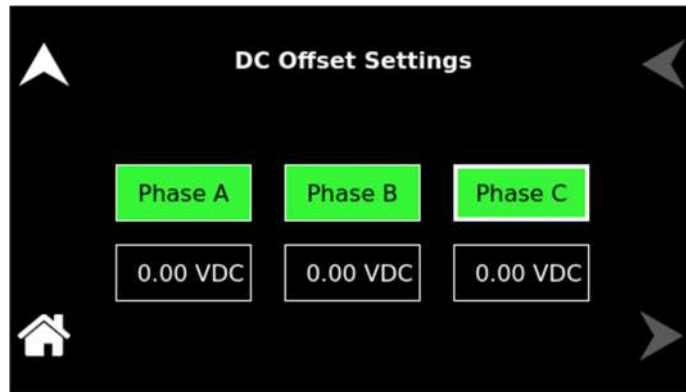 DC Offset Settings
Phase A Phase B Phase C
0.00 VDC 0.00 VDC 0.00 VDC